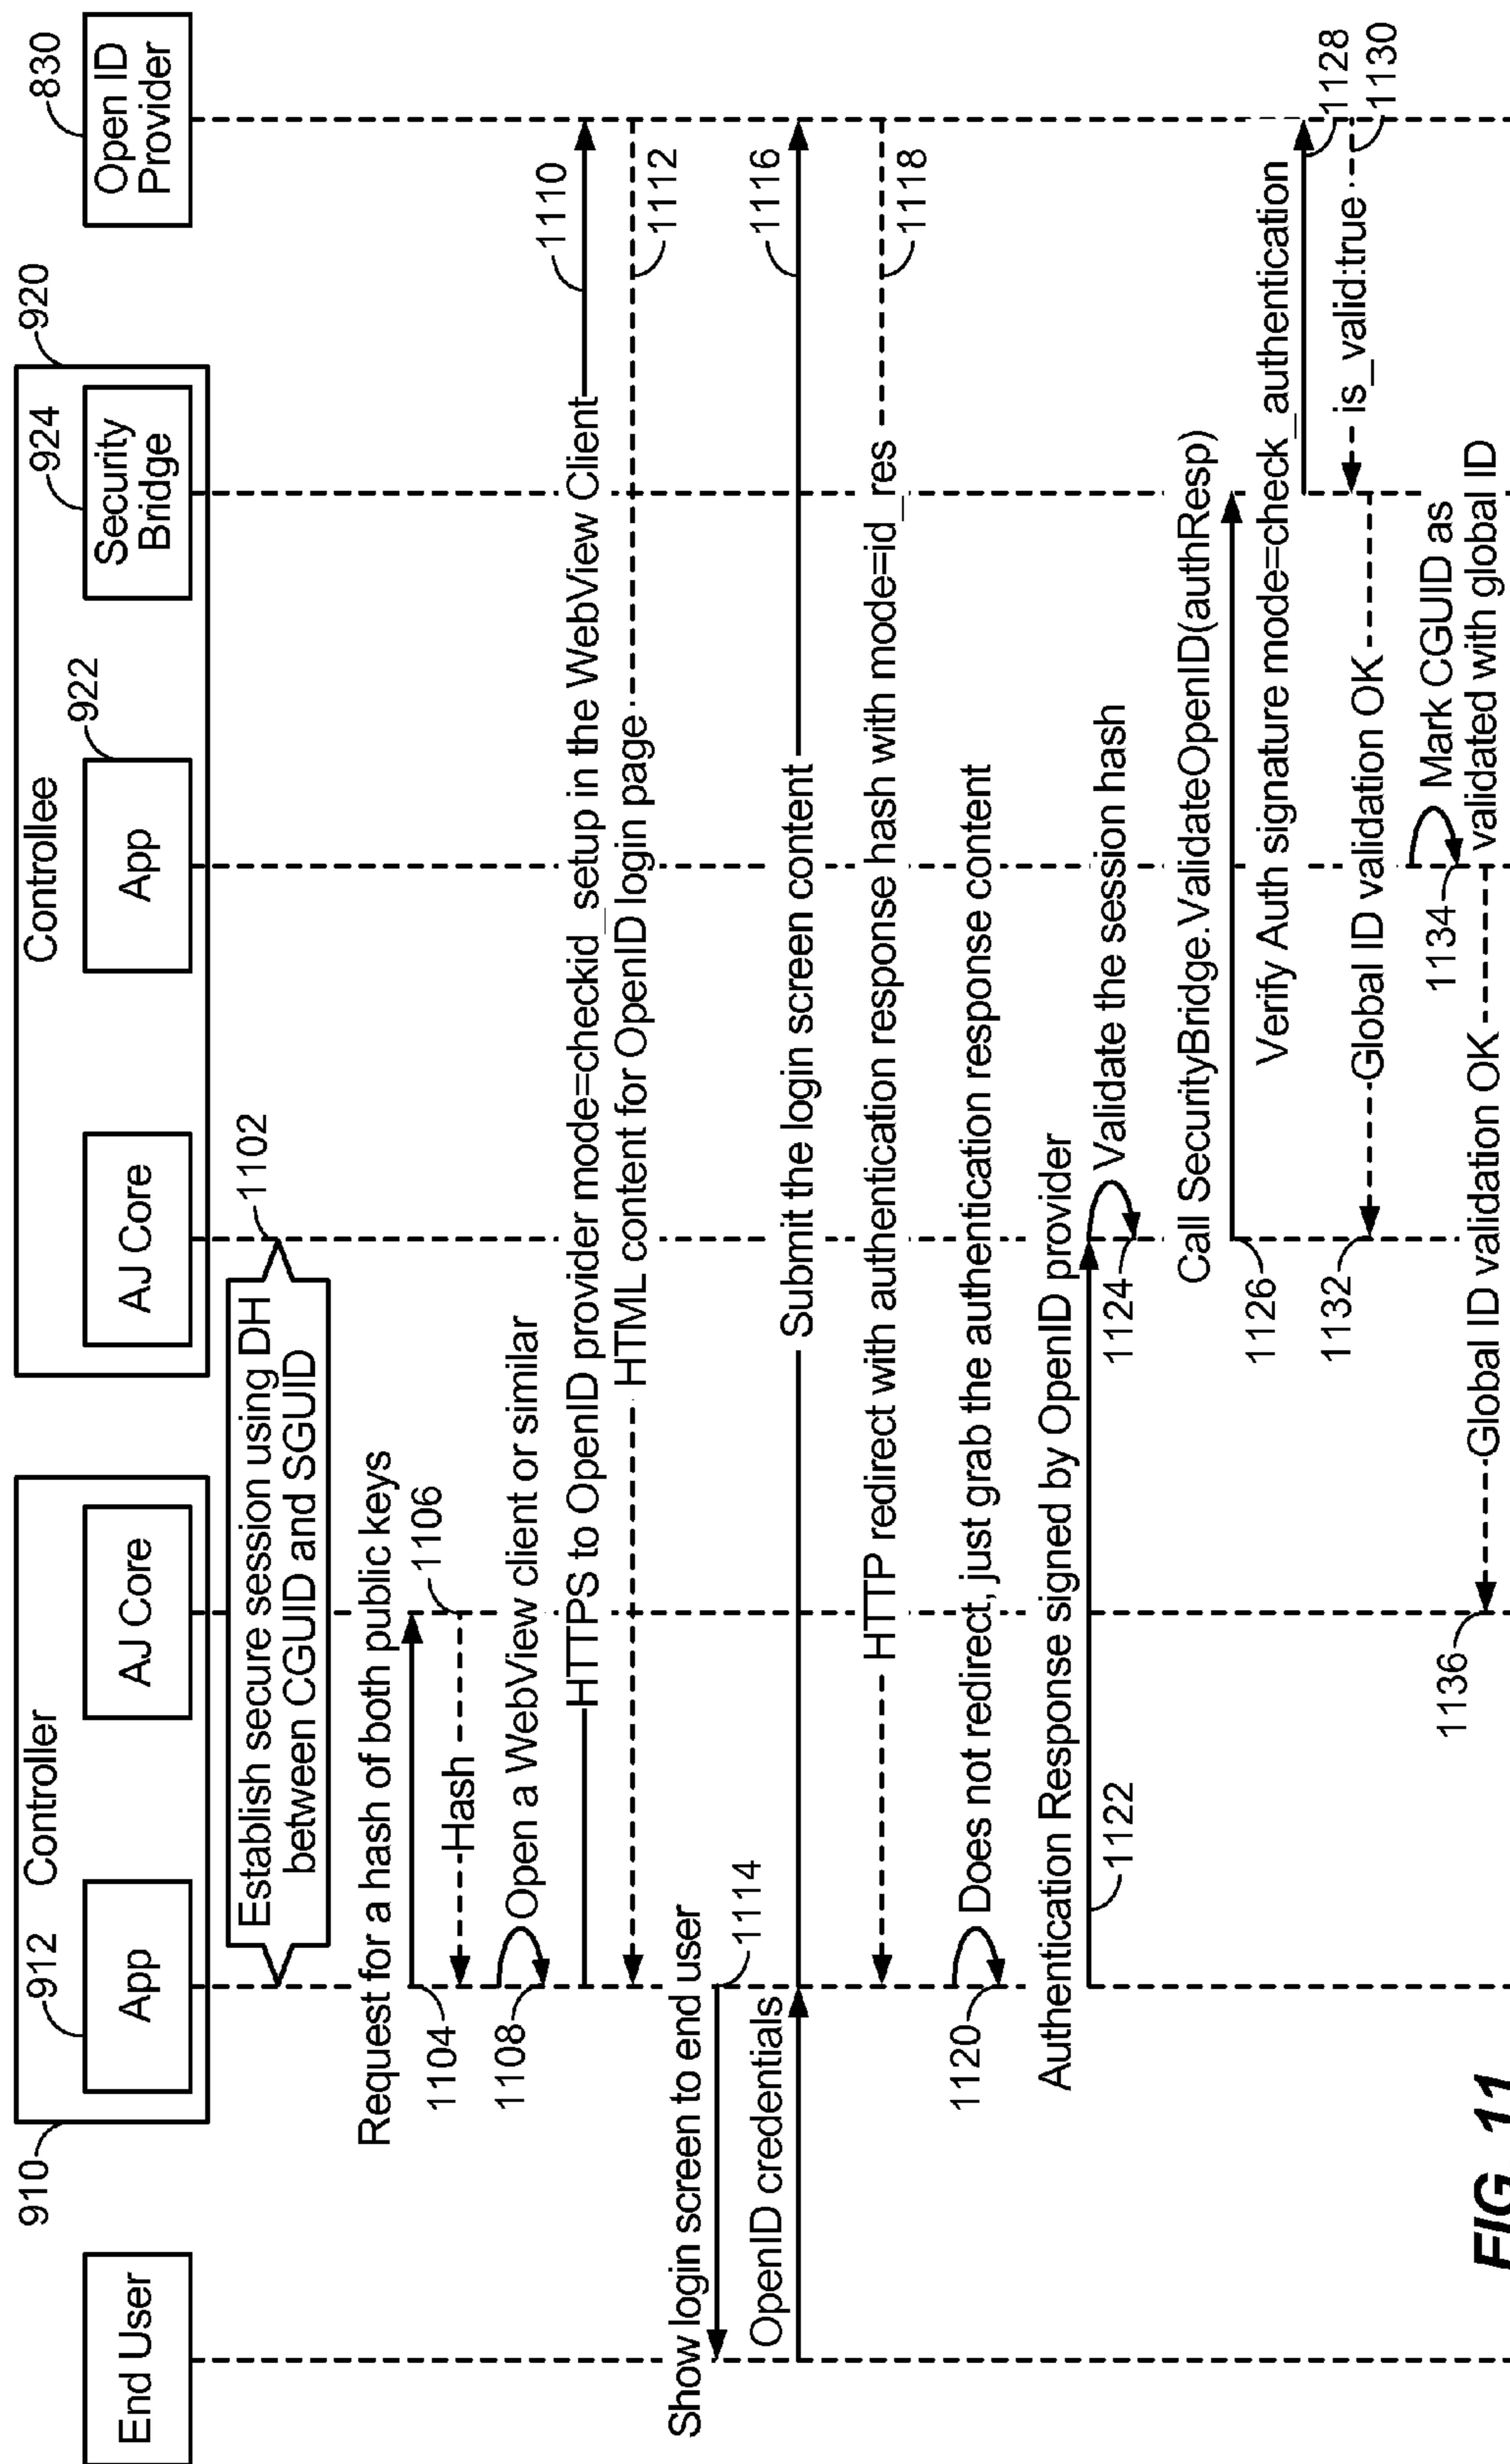 910
Controller
920
Controllee
End User
912
App
AJ Core
AJ Core
922
App
924
Security
Bridge
830
Open ID
Provider
Establish secure session using DH
between CGUID and SGUID
1102
Request for a hash of both public keys
1104
Hash
1106
Open a WebView client or similar
1108
HTTPS to OpenID provider mode=checkid_setup in the WebView Client
1110
HTML content for OpenID login page
1112
Show login screen to end user
1114
OpenID credentials
Submit the login screen content
1116
HTTP redirect with authentication response hash with mode=id_res
1118
Does not redirect, just grab the authentication response content
1120
Authentication Response signed by OpenID provider
1122
Validate the session hash
1124
Call SecurityBridge.ValidateOpenID(authResp)
1126
Verify Auth signature mode=check_authentication
1128
is_valid:true
1130
Global ID validation OK
1132
Mark CGUID as
validated with global ID
1134
Global ID validation OK
1136
FIG. 11